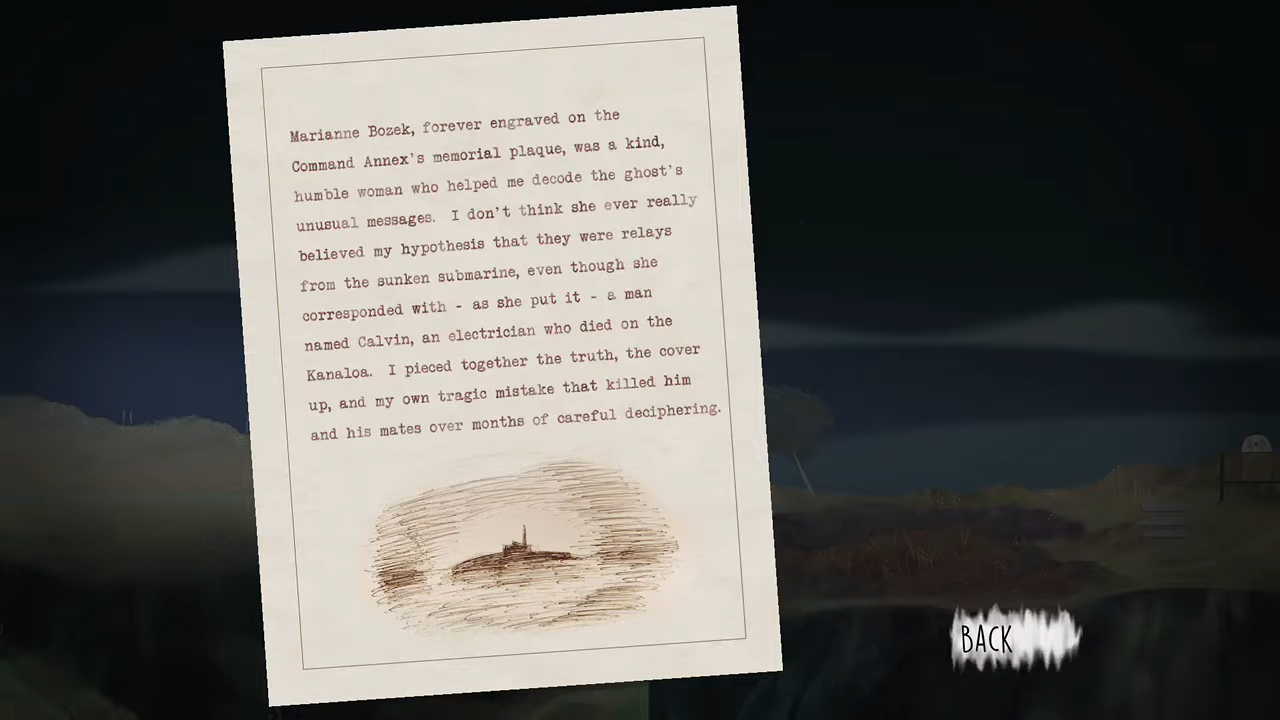 Marianne Bozek, forever engraved on the
Command Annex's memorial plaque, was a kind,
humble woman who helped me decode the ghost's
unusual messages. I don't think she ever really
believed my hypothesis that they were relays
from the sunken submarine, even though she
corresponded with - as she put it - a man
named Calvin, an electrician who died on the
Kanaloa. I pieced together the truth, the cover
up, and my own tragic mistake that killed him
and his mates over months of careful deciphering.
BACK